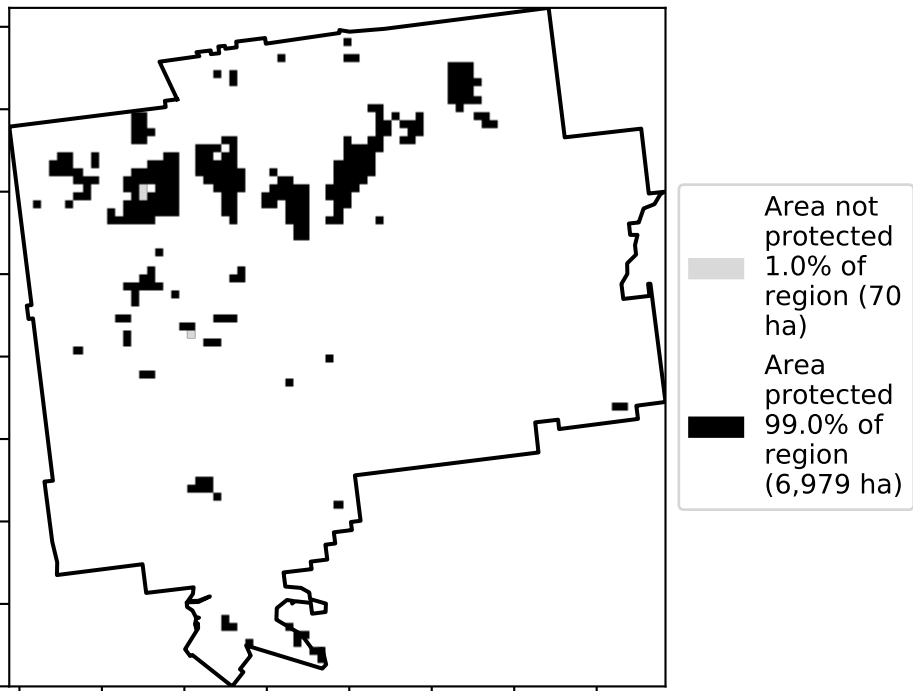 Area not
protected
1.0% of
region (70
ha)
Area
protected
99.0% of
region
(6,979 ha)